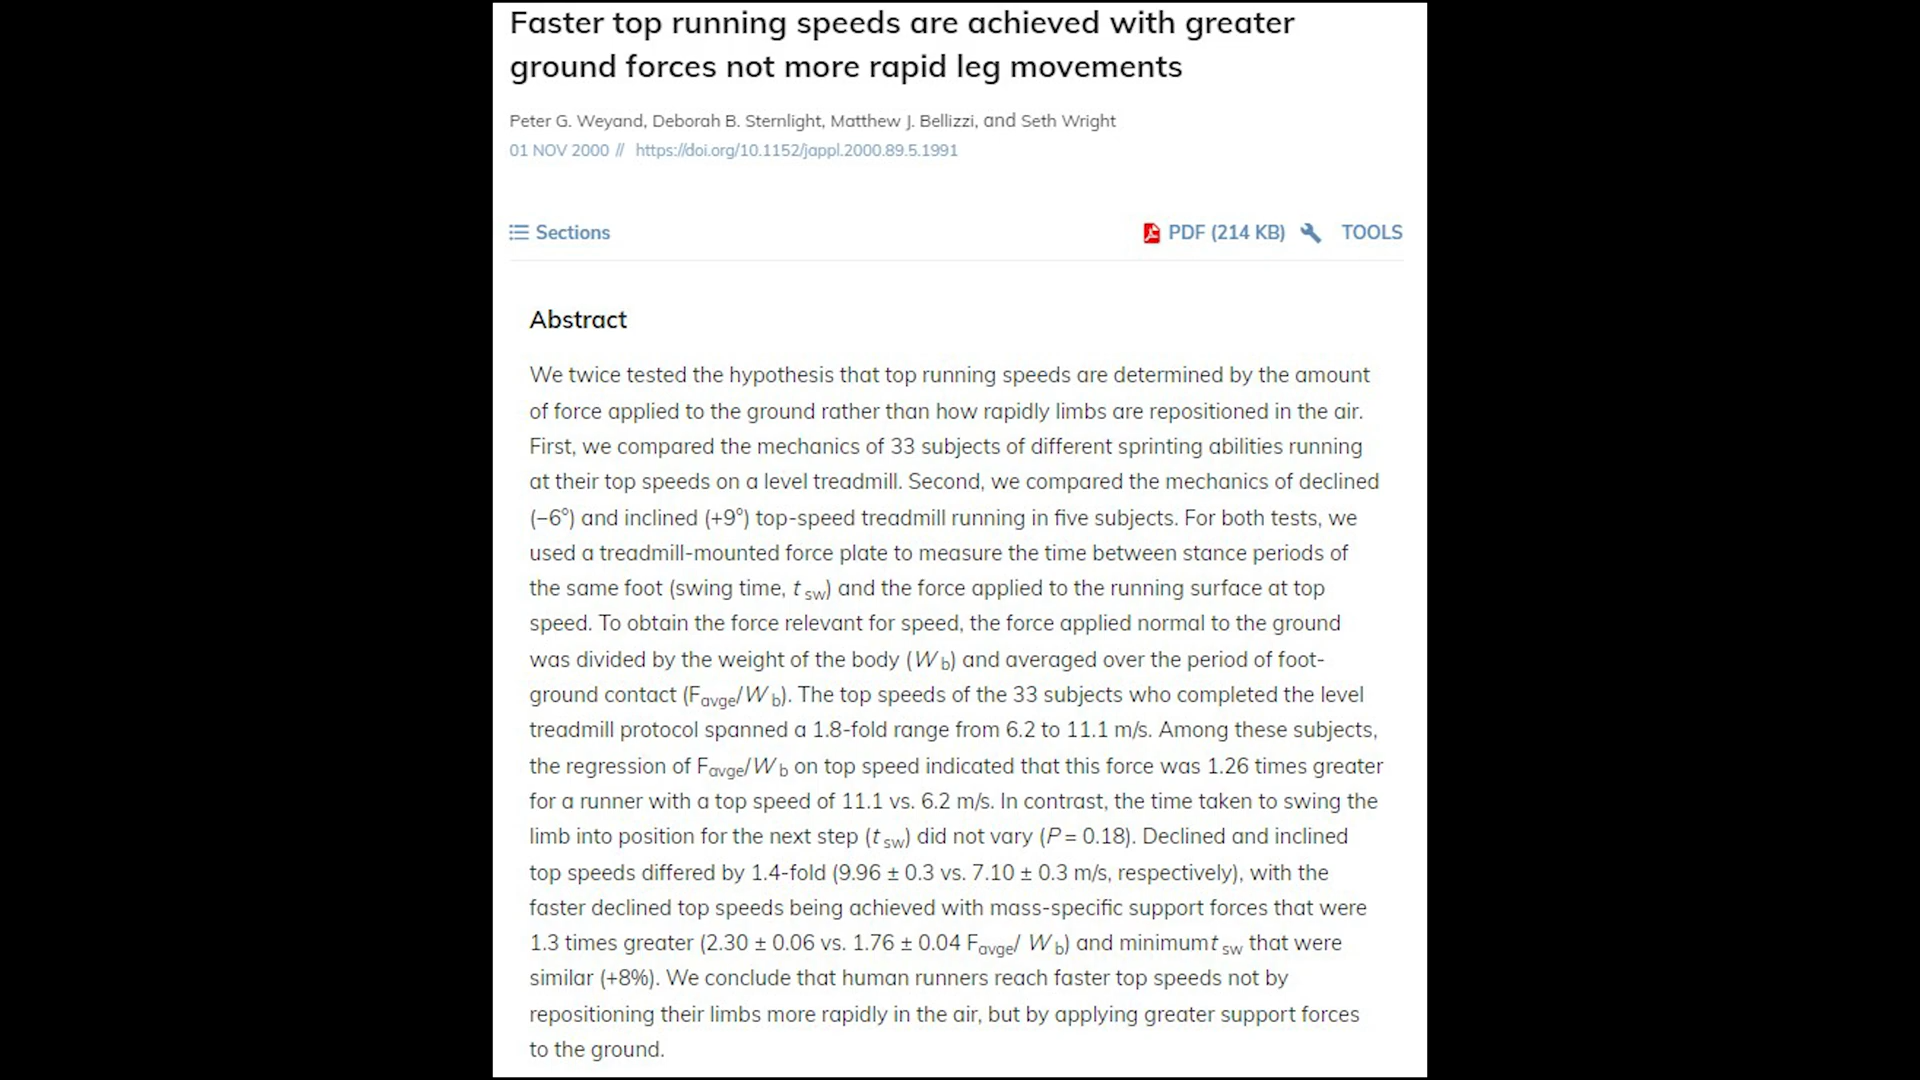 Faster top running speeds are achieved with greater
ground forces not more rapid leg movements
Peter G. Weyand, Deborah B. Sternlight, Matthew J. Bellizzi, and Seth Wright
01 NOV 2000 // https://doi.org/10.1152/jappl.2000.89.5.1991
Sections PDF (214 KB) TOOLS
Abstract
We twice tested the hypothesis that top running speeds are determined by the amount
of force applied to the ground rather than how rapidly limbs are repositioned in the air.
First, we compared the mechanics of 33 subjects of different sprinting abilities running
at their top speeds on a level treadmill. Second, we compared the mechanics of declined
(−6°) and inclined (+9°) top-speed treadmill running in five subjects. For both tests, we
used a treadmill-mounted force plate to measure the time between stance periods of
the same foot (swing time, t sw) and the force applied to the running surface at top
speed. To obtain the force relevant for speed, the force applied normal to the ground
was divided by the weight of the body (W b) and averaged over the period of foot-
ground contact (Favge/W b). The top speeds of the 33 subjects who completed the level
treadmill protocol spanned a 1.8-fold range from 6.2 to 11.1 m/s. Among these subjects,
the regression of Favge/W b on top speed indicated that this force was 1.26 times greater
for a runner with a top speed of 11.1 vs. 6.2 m/s. In contrast, the time taken to swing the
limb into position for the next step (t sw) did not vary (P = 0.18). Declined and inclined
top speeds differed by 1.4-fold (9.96 ± 0.3 vs. 7.10 ± 0.3 m/s, respectively), with the
faster declined top speeds being achieved with mass-specific support forces that were
1.3 times greater (2.30 ± 0.06 vs. 1.76 ± 0.04 Favge/ W b) and minimumt sw that were
similar (+8%). We conclude that human runners reach faster top speeds not by
repositioning their limbs more rapidly in the air, but by applying greater support forces
to the ground.